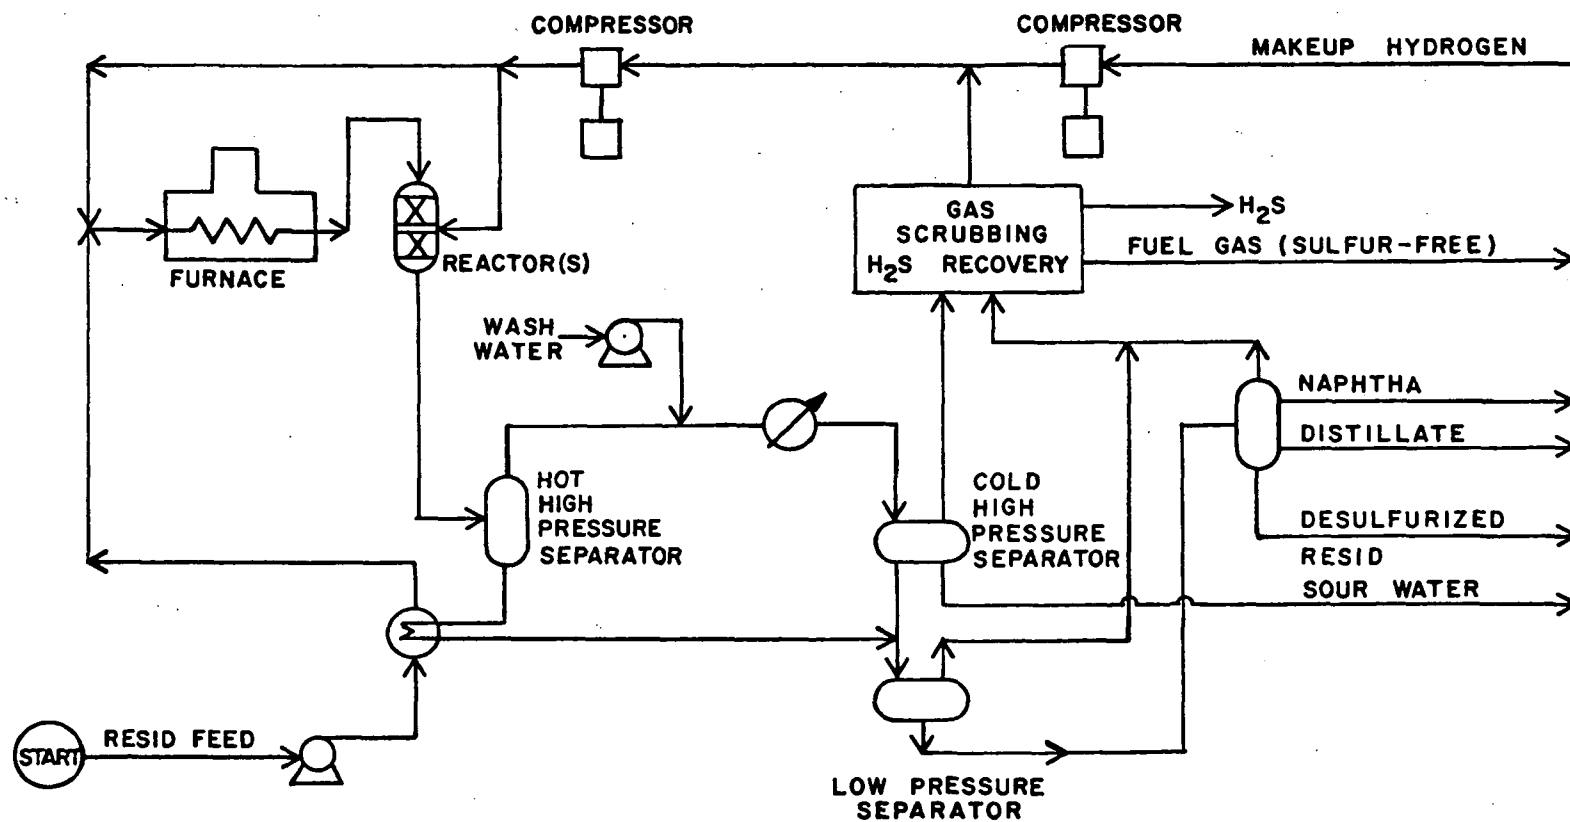 COMPRESSOR
COMPRESSOR
MAKEUP HYDROGEN
GAS
SCRUBBING
H2S RECOVERY
H2S
FUEL GAS (SULFUR-FREE)
FURNACE
REACTOR(S)
WASH
WATER
NAPHTHA
DISTILLATE
HOT
HIGH
PRESSURE
SEPARATOR
COLD
HIGH
PRESSURE
SEPARATOR
DESULFURIZED
RESID
SOUR WATER
START
RESID FEED
LOW PRESSURE
SEPARATOR